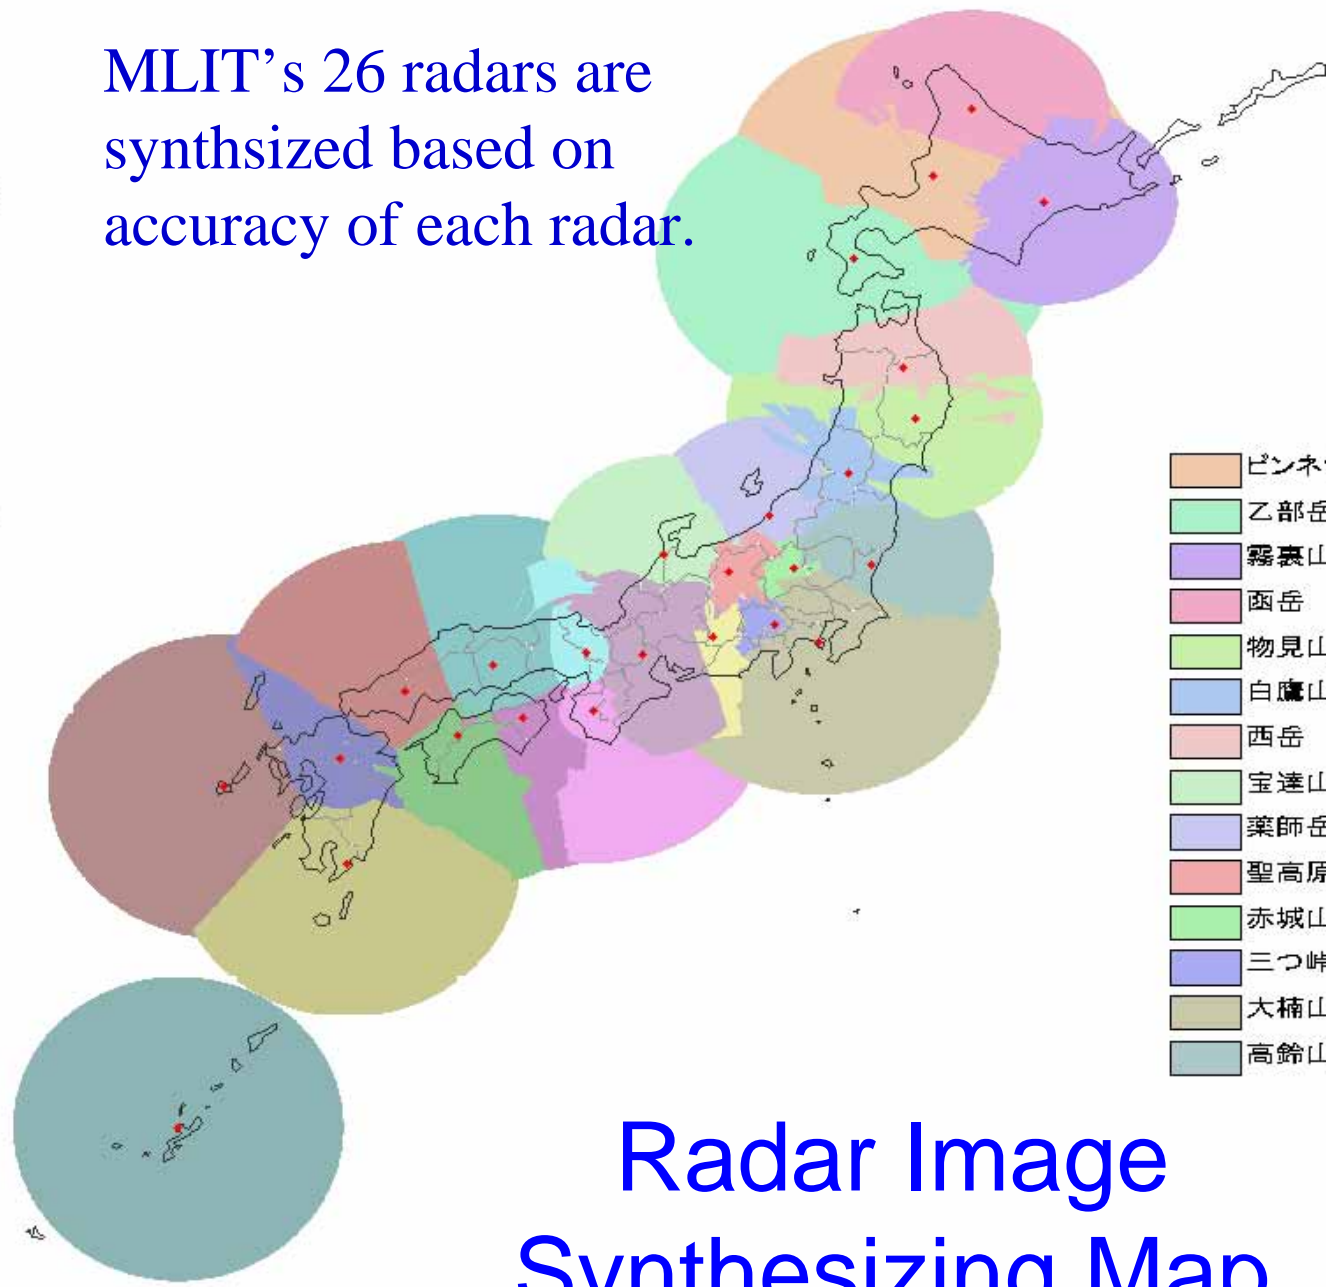 MLIT’s 26 radars are
synthsized based on
accuracy of each radar.
ピンネ
乙部岳
霧裏山
函岳
物見山
白鷹山
西岳
宝達山
薬師岳
聖高原
赤城山
三つ峠
大楠山
高鈴山
Radar Image
Synthesizing Map